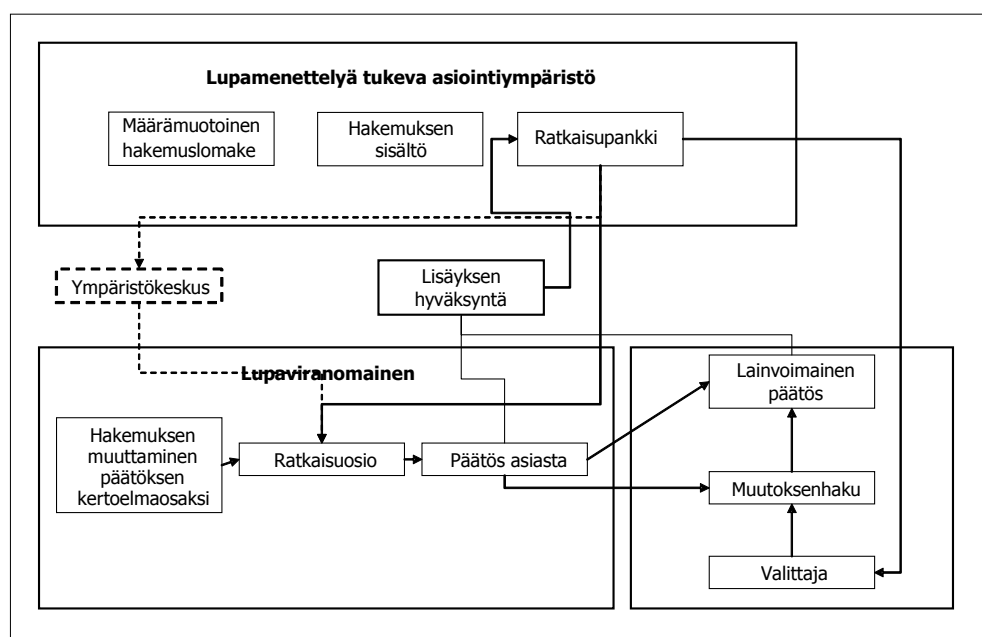 Lupamenettelyä tukeva asiointiympäristö
Määrämuotoinen
hakemuslomake
Hakemuksen
sisältö
Ratkaisupankki
Ympäristökeskus
Lisäyksen
hyväksyntä
Lupaviranomainen
Hakemuksen
muuttaminen
päätöksen
kertoelmaosaksi
Ratkaisuosio
Päätös asiasta
Lainvoimainen
päätös
Muutoksenhaku
Valittaja